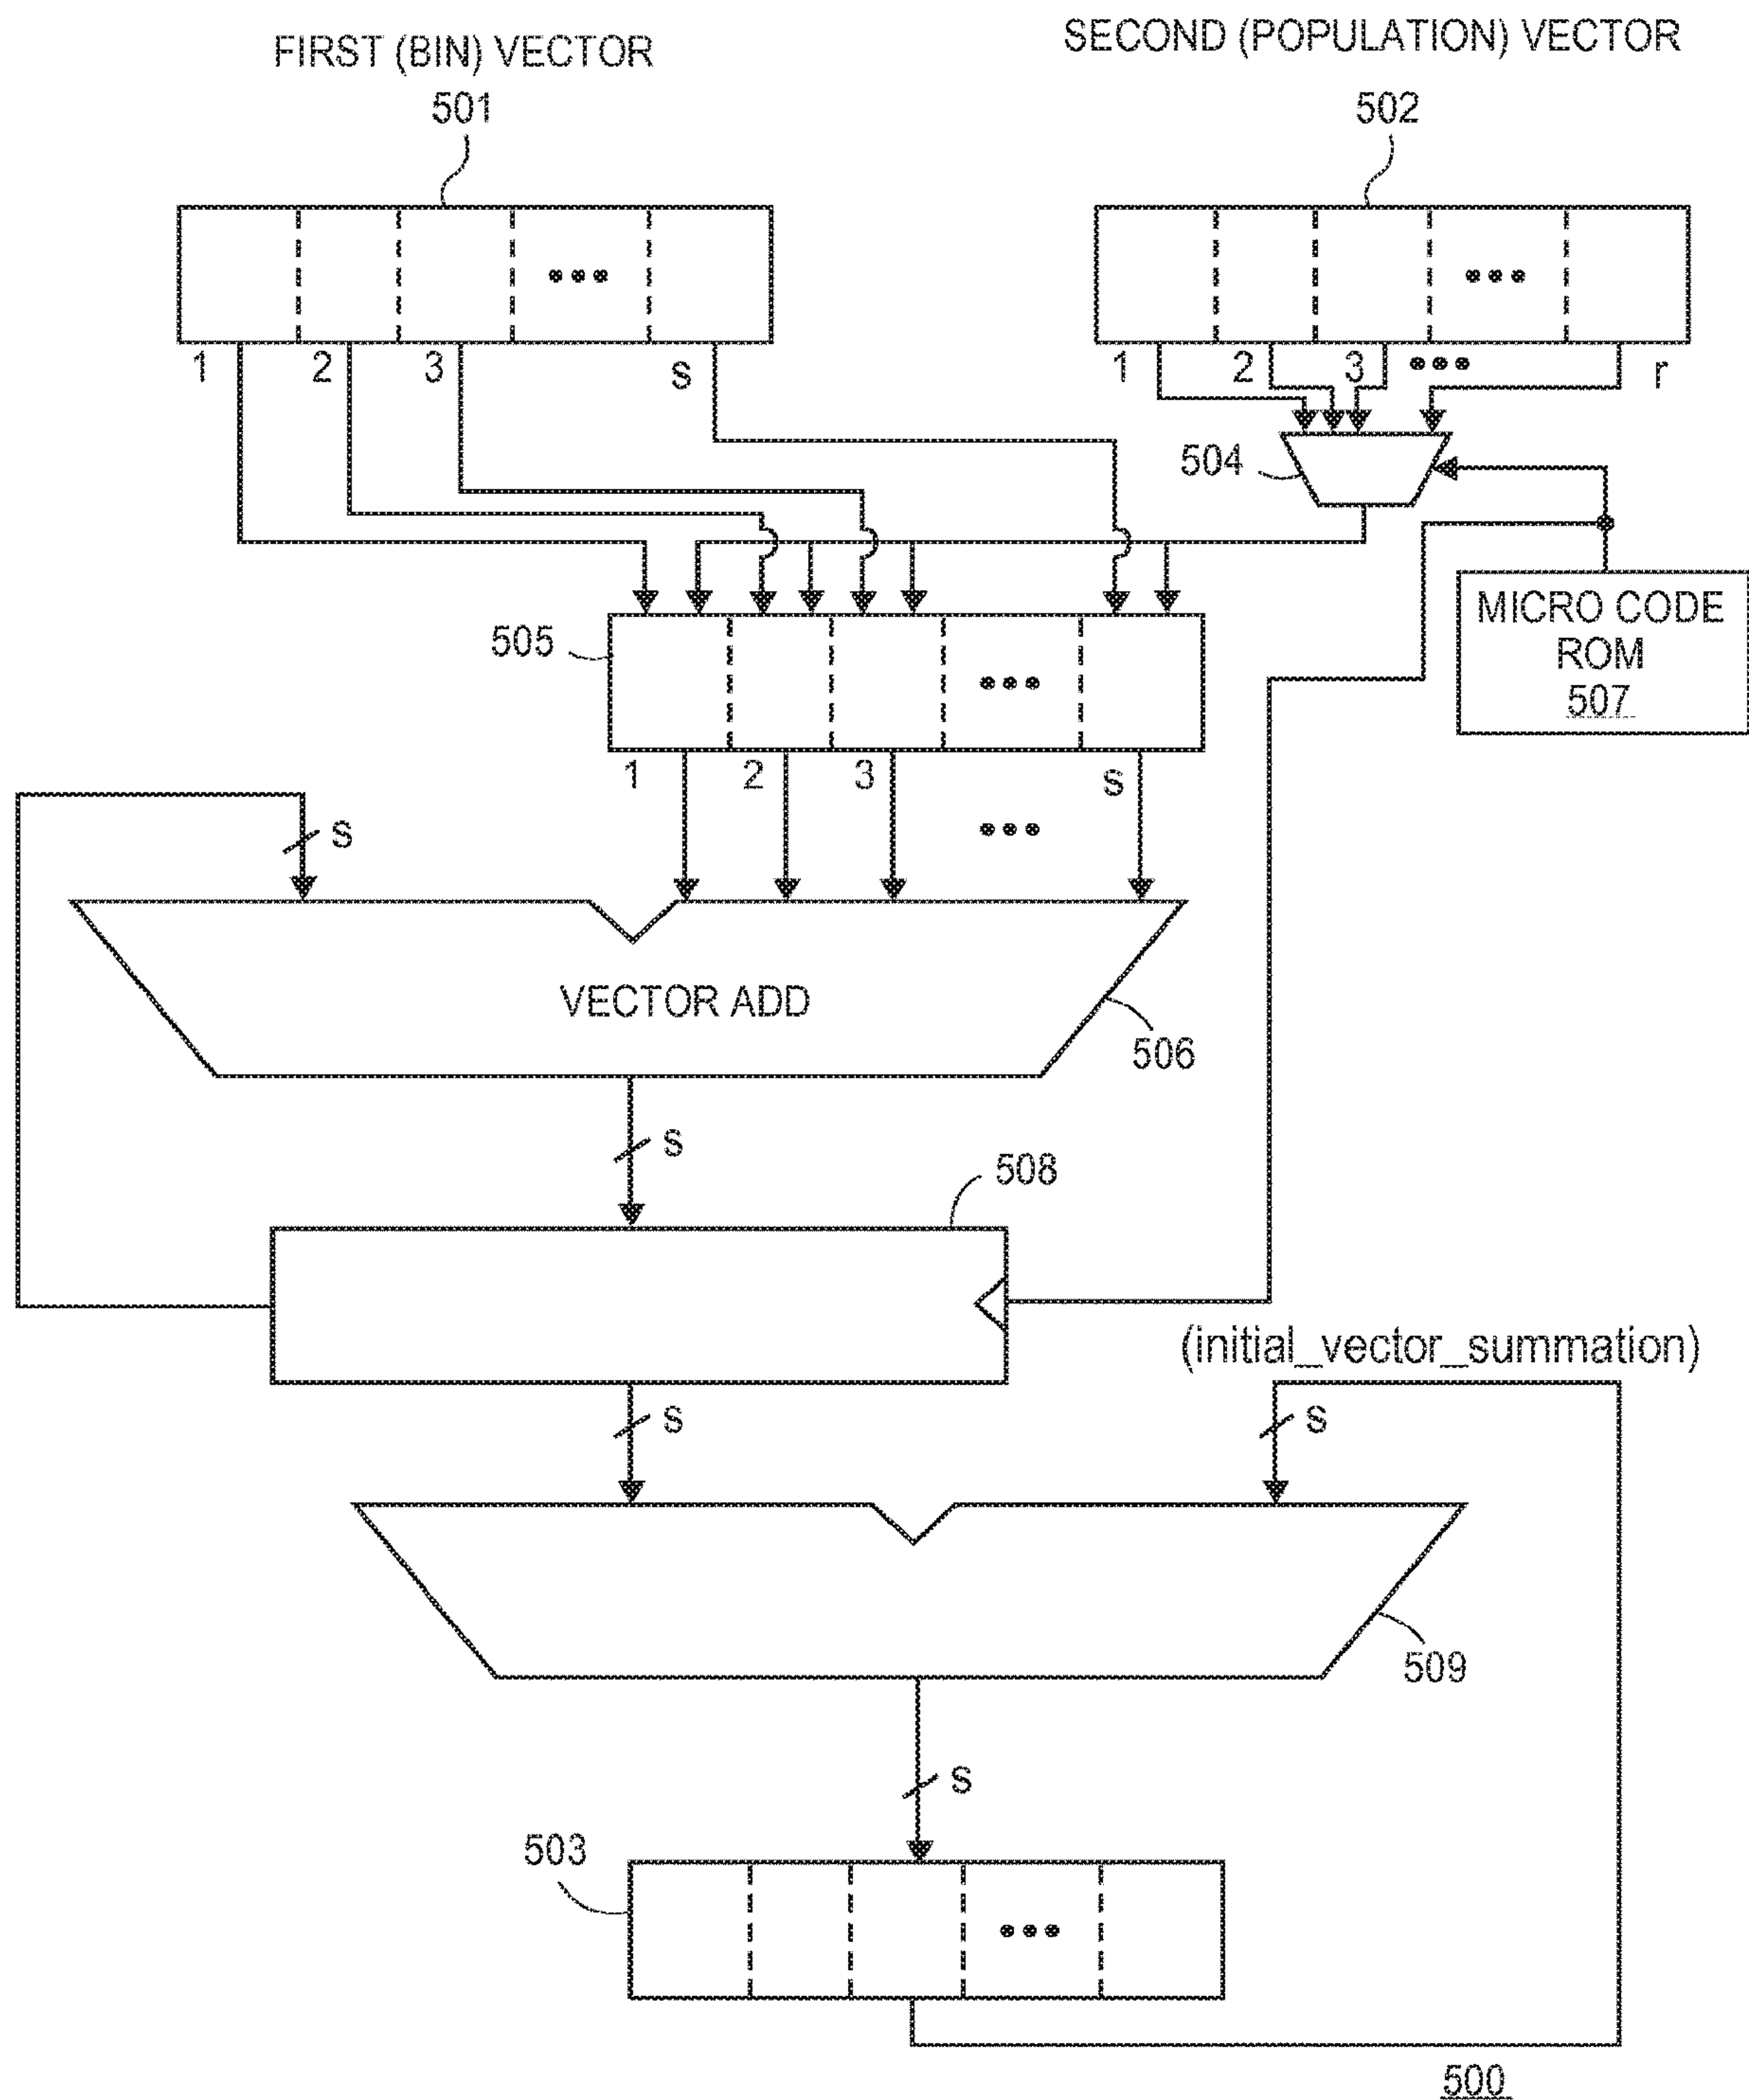 FIRST (BIN) VECTOR
501
SECOND (POPULATION) VECTOR
502
1 2 3 s
1 2 3 r
504
MICRO CODE
ROM
507
505
1 2 3 s
s
VECTOR ADD
506
s
508
(initial_vector_summation)
s
s
509
s
503
500